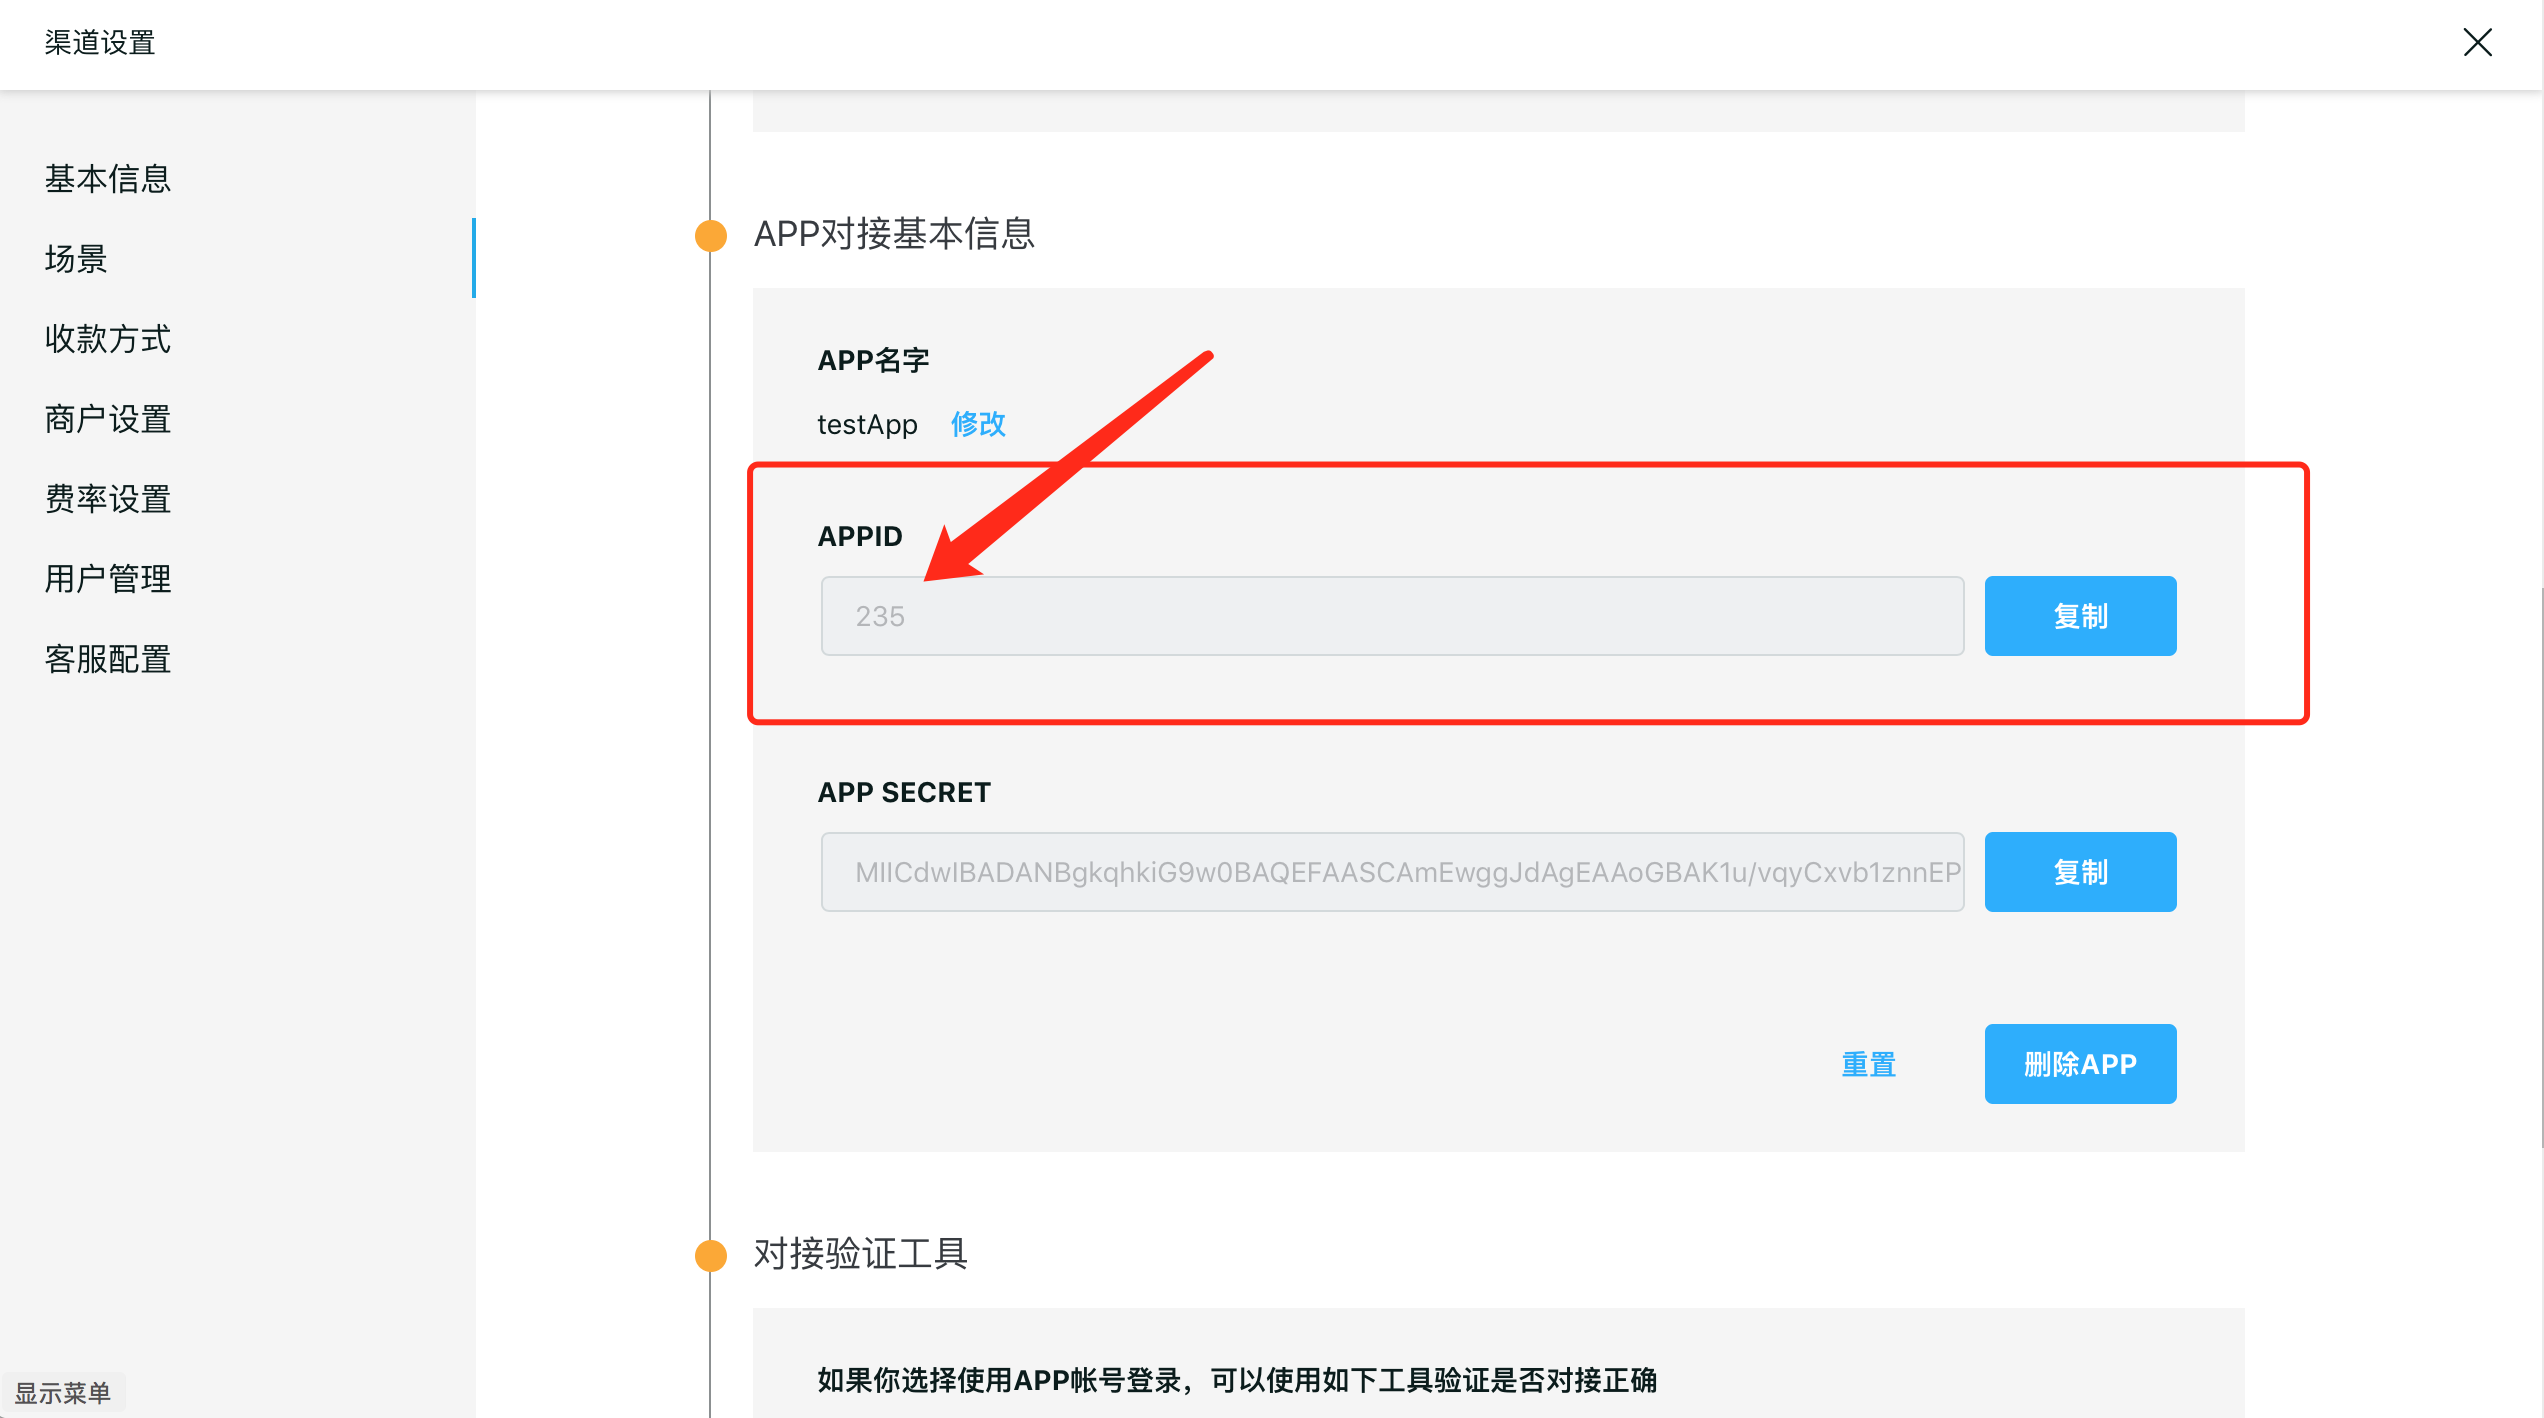 渠道设置
基本信息
场景
收款方式
商户设置
费率设置
用户管理
客服配置
显示菜单
APP对接基本信息
APP名字
testApp 修改
APPID
235 复制
APP SECRET
MIICdwIBADANBgkqhkiG9w0BAQEFAASCAmEwggJdAgEAAoGBAK1u/vqyCxvb1znnEP 复制
重置 删除APP
对接验证工具
如果你选择使用APP帐号登录，可以使用如下工具验证是否对接正确